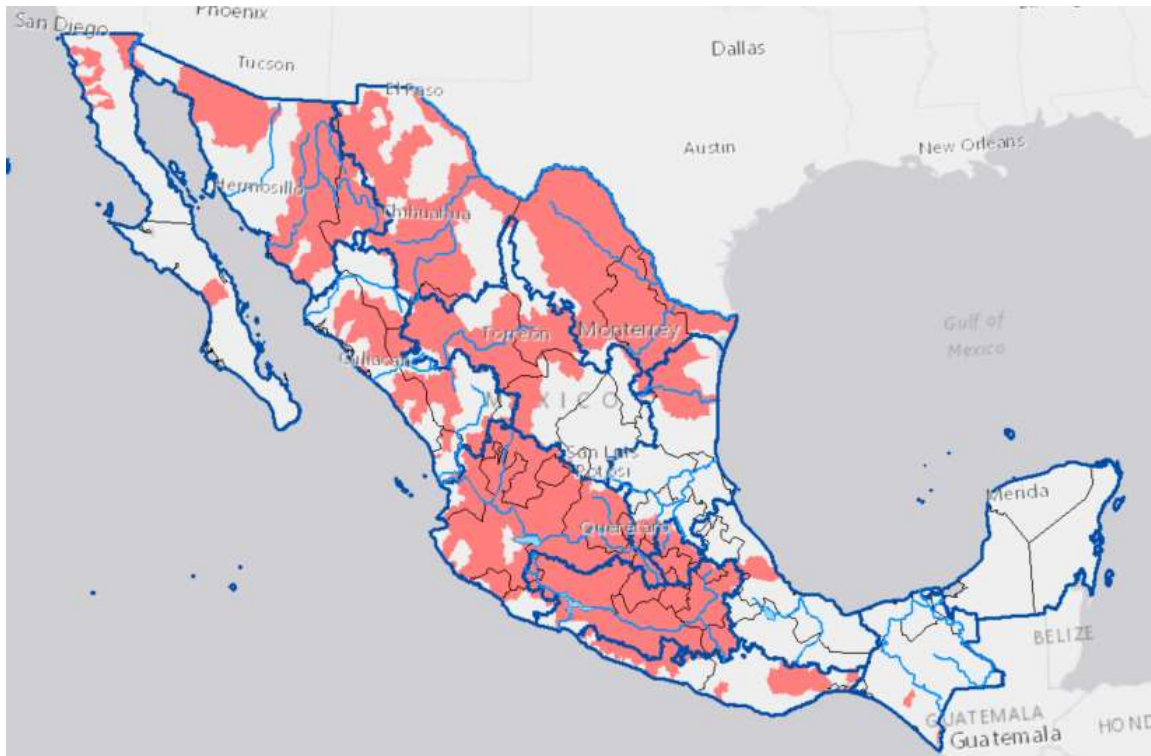 San Diego
Phoenix
Tucson
Dallas
El Paso
Austin
New Orleans
Hermosillo
Chihuahua
Torreón
Monterrey
Gulf of
Mexico
Culiacán
MÉXICO
San Luis
Potosí
Querétaro
Merida
BELIZE
GUATEMALA
Guatemala
HOND